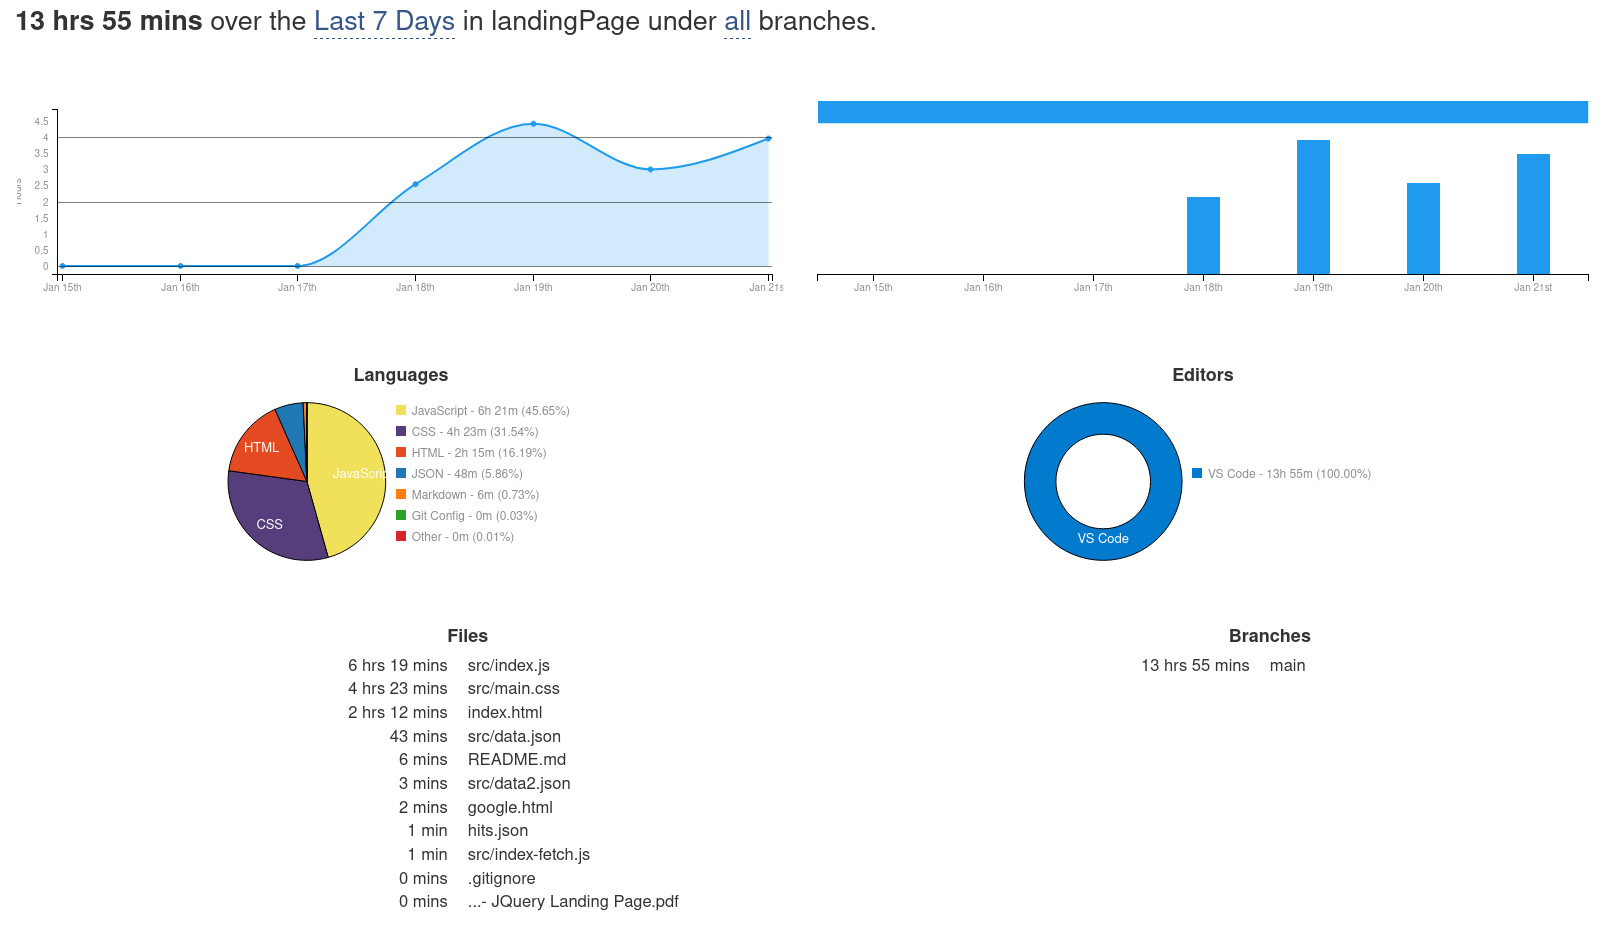 13 hrs 55 mins over the Last 7 Days in landingPage under all branches.
4.5
4
3.5
3
2.5
2
1.5
1
0.5
0
Hours
Jan 15th Jan 16th Jan 17th Jan 18th Jan 19th Jan 20th Jan 21s
Jan 15th Jan 16th Jan 17th Jan 18th Jan 19th Jan 20th Jan 21st
Languages
JavaScrip
CSS
HTML
JavaScript - 6h 21m (45.65%)
CSS - 4h 23m (31.54%)
HTML - 2h 15m (16.19%)
JSON - 48m (5.86%)
Markdown - 6m (0.73%)
Git Config - 0m (0.03%)
Other - 0m (0.01%)
Editors
VS Code
VS Code - 13h 55m (100.00%)
Files
6 hrs 19 mins src/index.js
4 hrs 23 mins src/main.css
2 hrs 12 mins index.html
43 mins src/data.json
6 mins README.md
3 mins src/data2.json
2 mins google.html
1 min hits.json
1 min src/index-fetch.js
0 mins .gitignore
0 mins ...- JQuery Landing Page.pdf
Branches
13 hrs 55 mins main